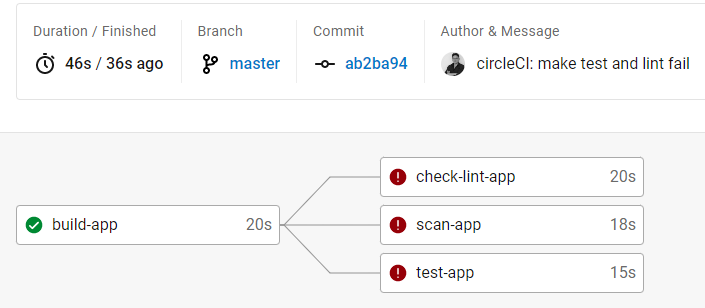 Duration / Finished
46s / 36s ago
Branch
master
Commit
ab2ba94
Author & Message
circleCI: make test and lint fail
build-app 20s
check-lint-app 20s
scan-app 18s
test-app 15s